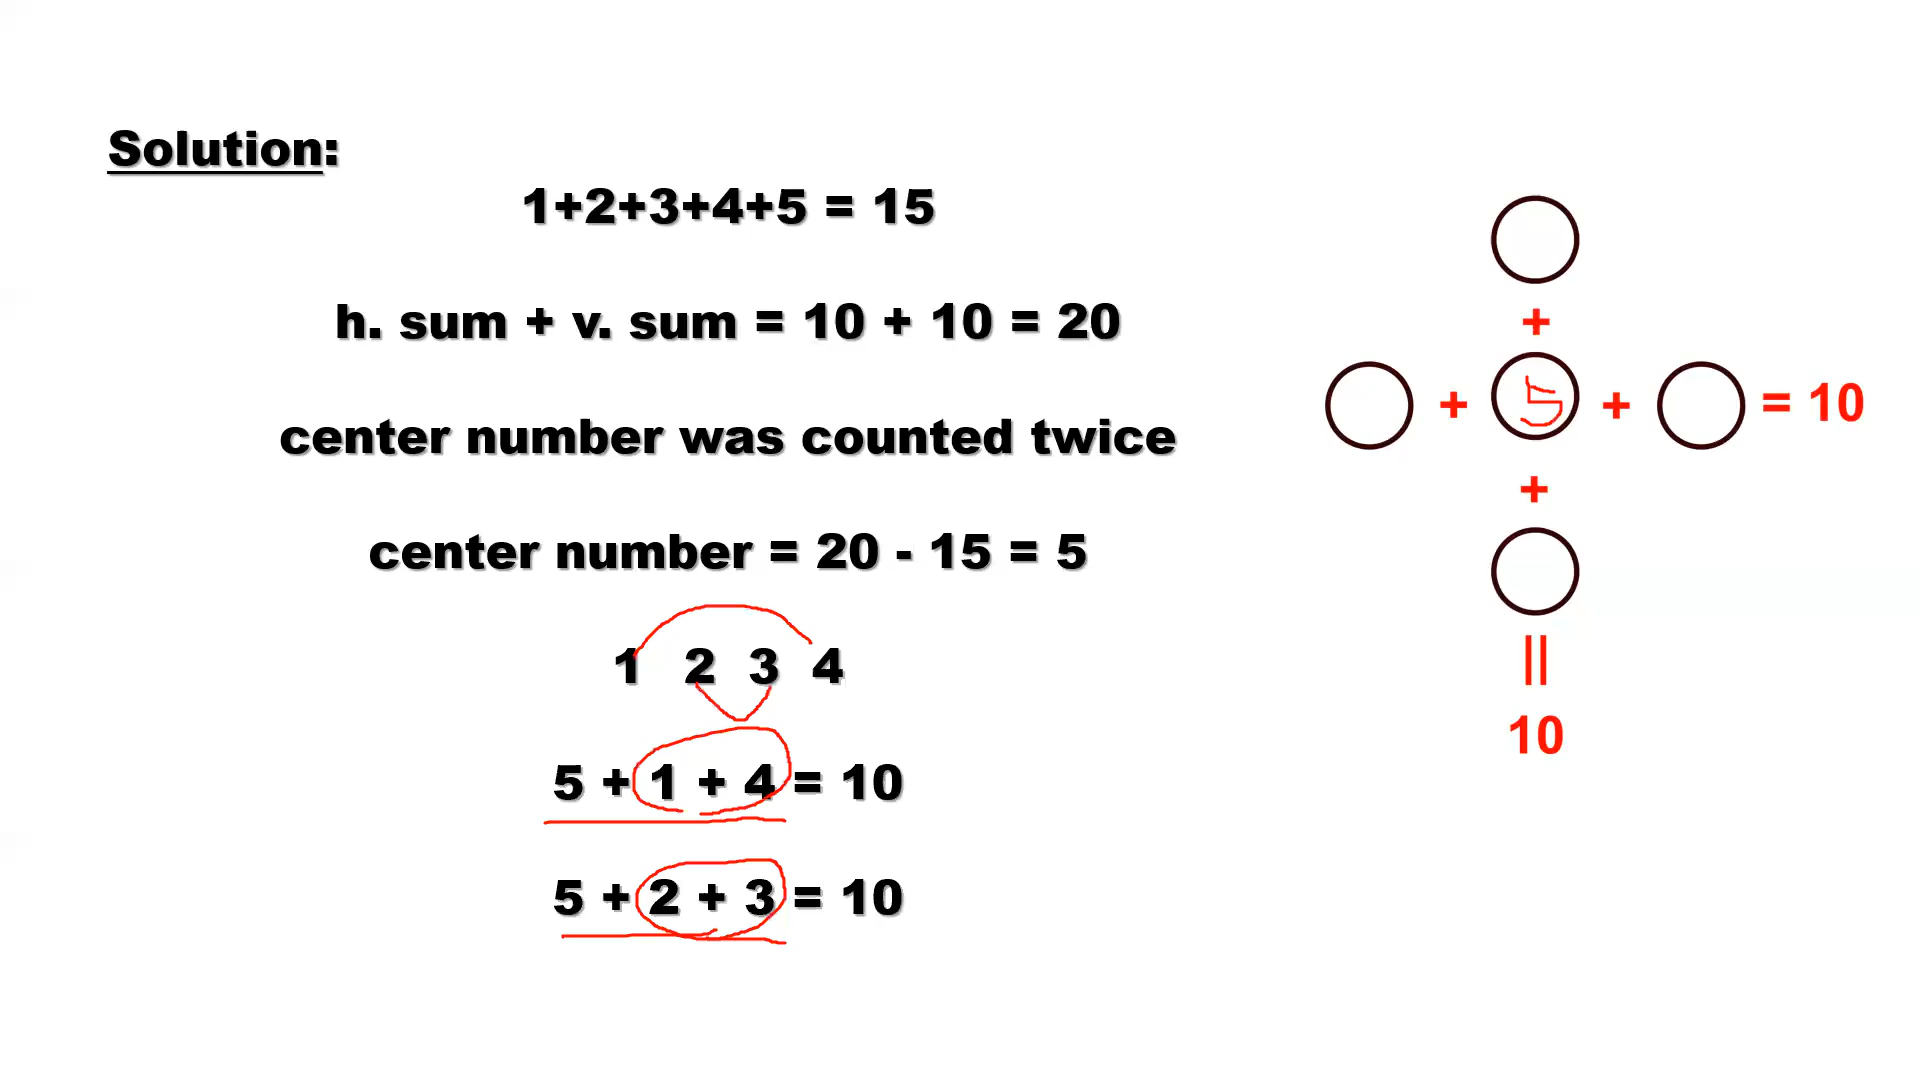 Solution:
1+2+3+4+5 = 15
h. sum + v. sum = 10 + 10 = 20
center number was counted twice
center number = 20 - 15 = 5
1 2 3 4
5 + 1 + 4 = 10
5 + 2 + 3 = 10
+
+ 5 + = 10
+
||
10